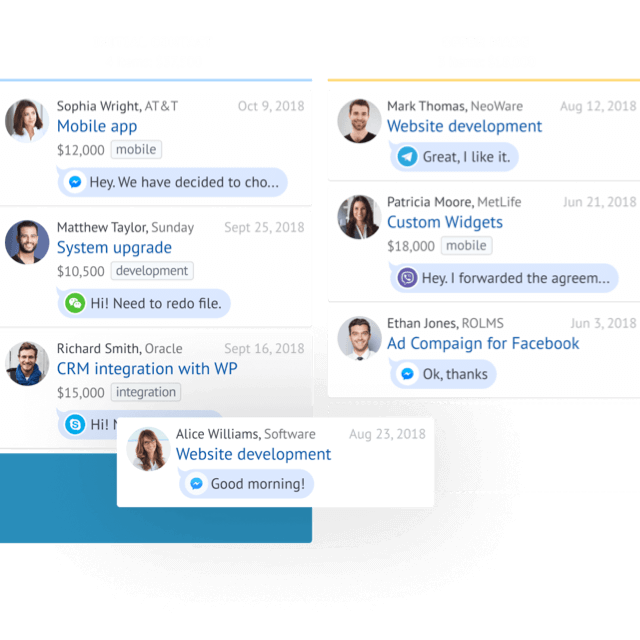 Sophia Wright, AT&T Oct 9, 2018
Mobile app
$12,000 mobile
Hey. We have decided to cho...
Matthew Taylor, Sunday Sept 25, 2018
System upgrade
$10,500 development
Hi! Need to redo file.
Richard Smith, Oracle Sept 16, 2018
CRM integration with WP
$15,000 integration
Hi!
Alice Williams, Software Aug 23, 2018
Website development
Good morning!
Mark Thomas, NeoWare Aug 12, 2018
Website development
Great, I like it.
Patricia Moore, MetLife Jun 21, 2018
Custom Widgets
$18,000 mobile
Hey. I forwarded the agreem...
Ethan Jones, ROLMS Jun 3, 2018
Ad Campaign for Facebook
Ok, thanks